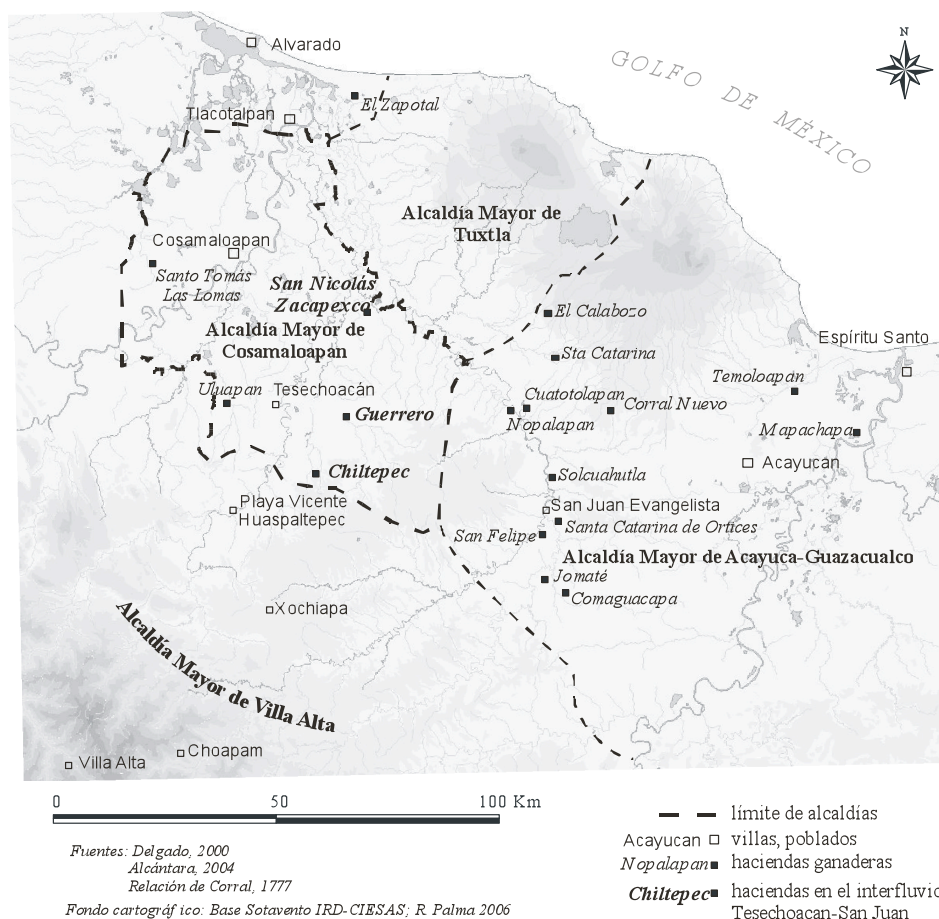 N
GOLFO DE MÉXICO
Alvarado
El Zapotal
Tlacotalpan
Alcaldía Mayor de
Tuxtla
Cosamaloapan
Santo Tomás
Las Lomas
San Nicolás
Zacapexco
El Calabozo
Alcaldía Mayor de
Cosamaloapan
Espíritu Santo
Sta Catarina
Temoloapan
Uluapan
Tesechoacán
Cuatotolapan
Corral Nuevo
Guerrero
Nopalapan
Mapachapa
Acayucan
Chiltepec
Solcuahutla
Playa Vicente
Huaspaltepec
San Juan Evangelista
Santa Catarina de Ortices
San Felipe
Alcaldía Mayor de Acayuca-Guazacualco
Jomaté
Comaguacapa
Xochiapa
Alcaldía Mayor de Villa Alta
Choapam
Villa Alta
0 50 100 Km
límite de alcaldías
Acayucan villas, poblados
Nopalapan haciendas ganaderas
Chiltepec haciendas en el interfluvio
Tesechoacan-San Juan
Fuentes: Delgado, 2000
Alcántara, 2004
Relación de Corral, 1777
Fondo cartográfico: Base Sotavento IRD-CIESAS; R. Palma 2006